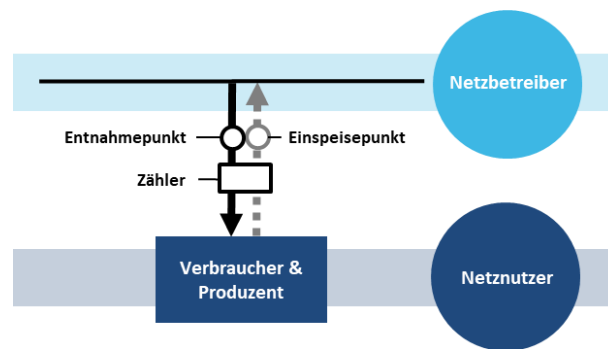 Netzbetreiber
Entnahmepunkt
Einspeisepunkt
Zähler
Verbraucher &
Produzent
Netznutzer